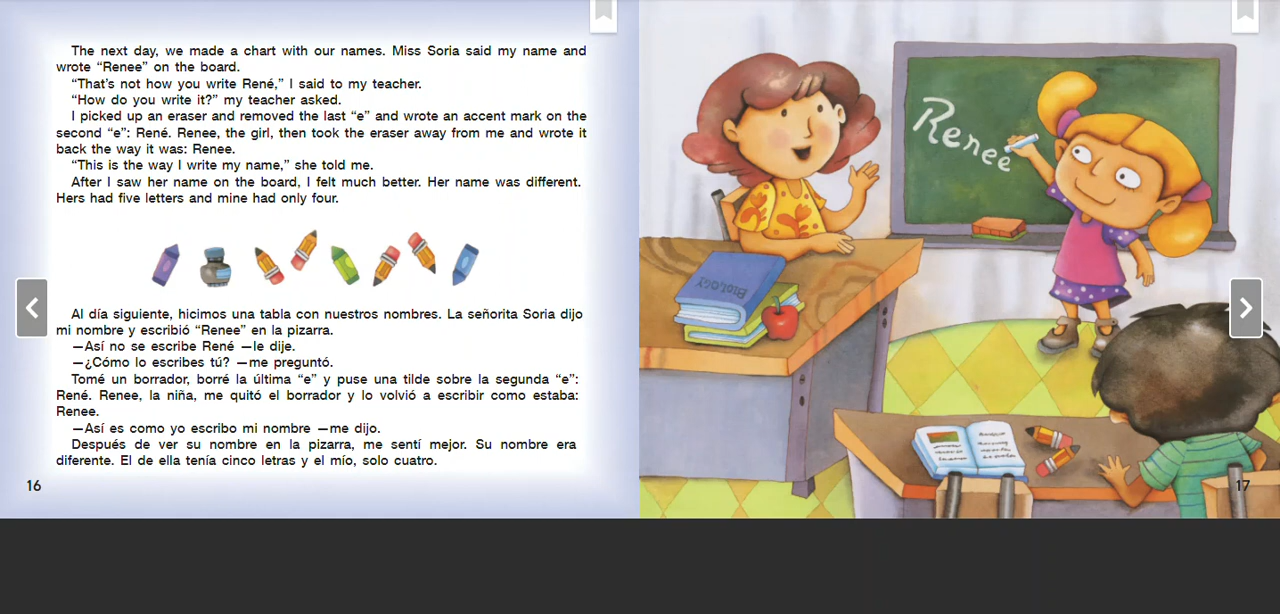 The next day, we made a chart with our names. Miss Soria said my name and
wrote “Renee” on the board.
“That’s not how you write René,” I said to my teacher.
“How do you write it?” my teacher asked.
I picked up an eraser and removed the last “e” and wrote an accent mark on the
second “e”: René. Renee, the girl, then took the eraser away from me and wrote it
back the way it was: Renee.
“This is the way I write my name,” she told me.
After I saw her name on the board, I felt much better. Her name was different.
Hers had five letters and mine had only four.
Al día siguiente, hicimos una tabla con nuestros nombres. La señorita Soria dijo
mi nombre y escribió “Renee” en la pizarra.
—Así no se escribe René —le dije.
—¿Cómo lo escribes tú? —me preguntó.
Tomé un borrador, borré la última “e” y puse una tilde sobre la segunda “e”:
René. Renee, la niña, me quitó el borrador y lo volvió a escribir como estaba:
Renee.
—Así es como yo escribo mi nombre —me dijo.
Después de ver su nombre en la pizarra, me sentí mejor. Su nombre era
diferente. El de ella tenía cinco letras y el mío, solo cuatro.
16
Renee
BIOLOGY
17